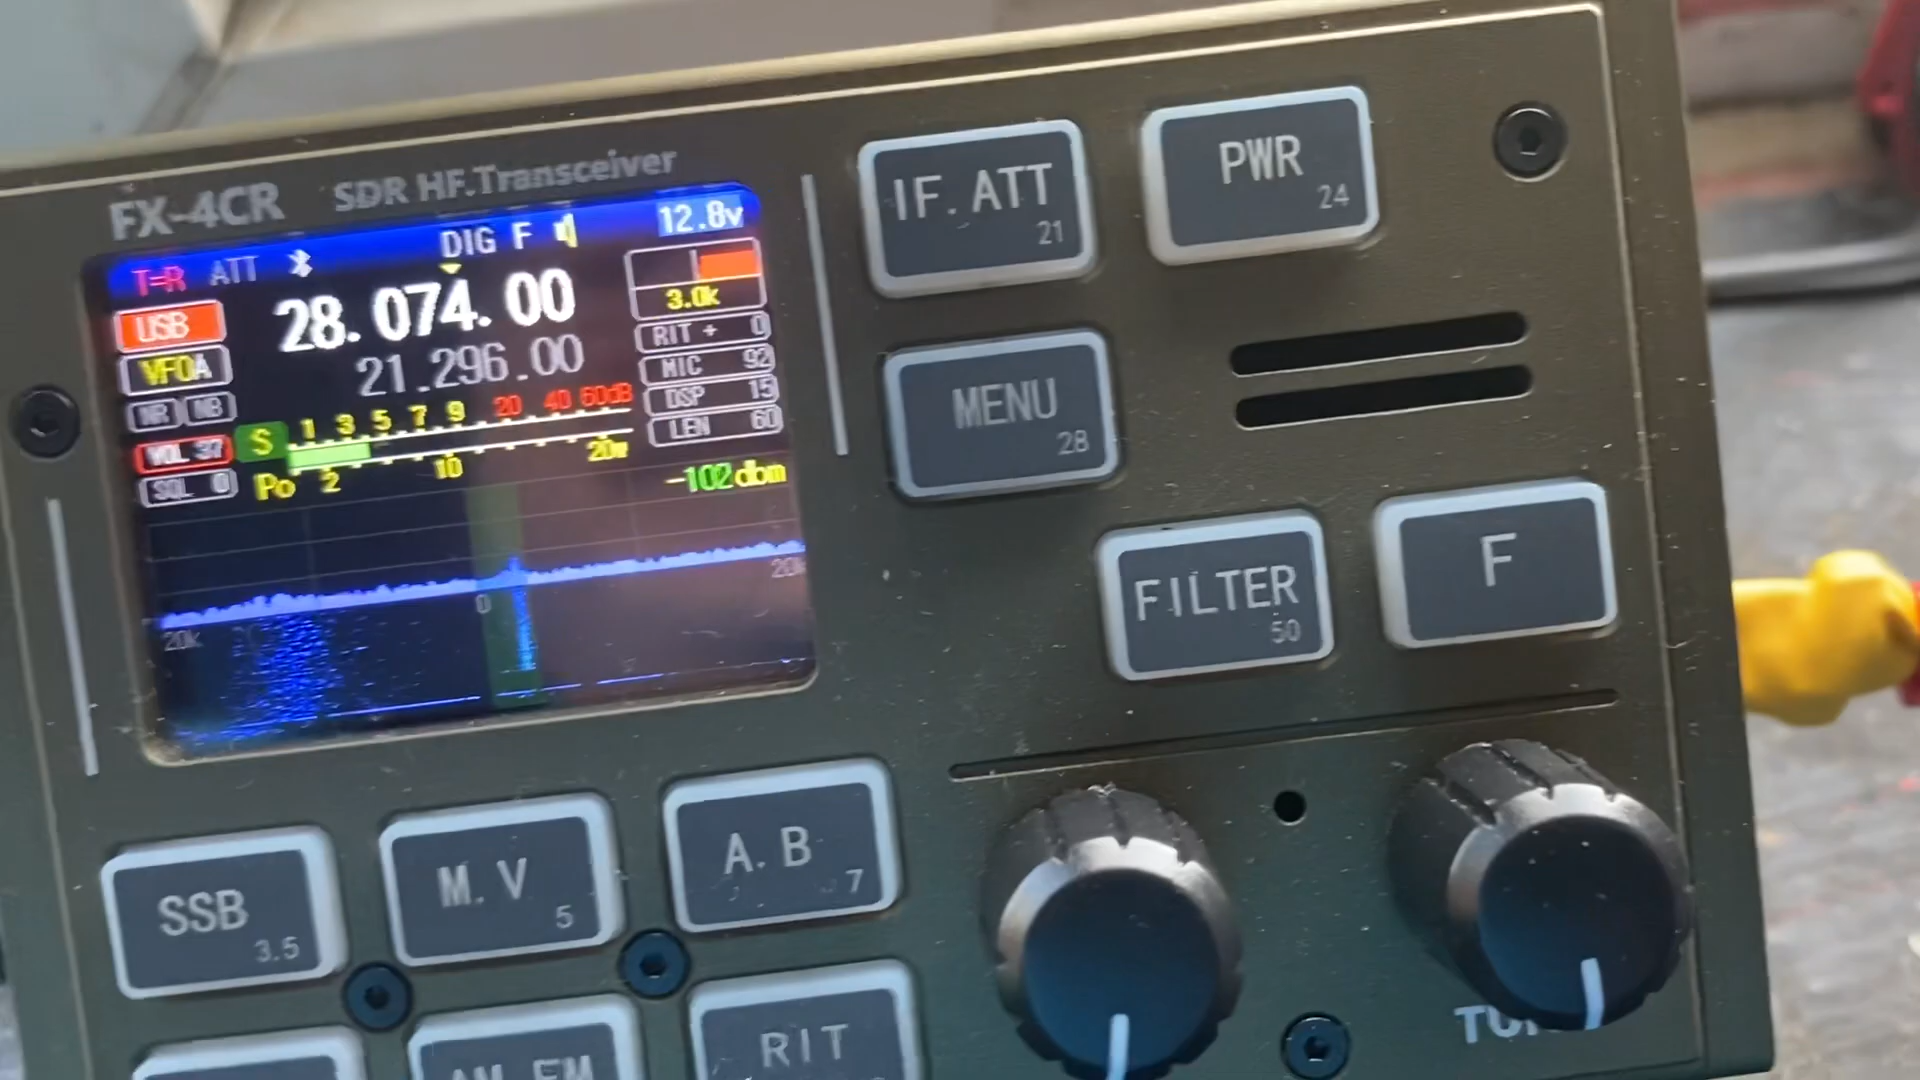 FX-4CR SDR HF.Transceiver
T=R ATT DIG F 12.8v
USB 28.074.00 3.0k
VFOA 21.296.00
RIT + 0
MIC 92
DSP 15
LEN 60
NR NB
VOL 37 S 1 3 5 7 9 20 40 60dB
SQL 0 Po 2 10 20w
-102dbm
20k 0 20k
IF.ATT 21
PWR 24
MENU 28
FILTER 50
F
SSB 3.5
M.V 5
A.B 7
RIT